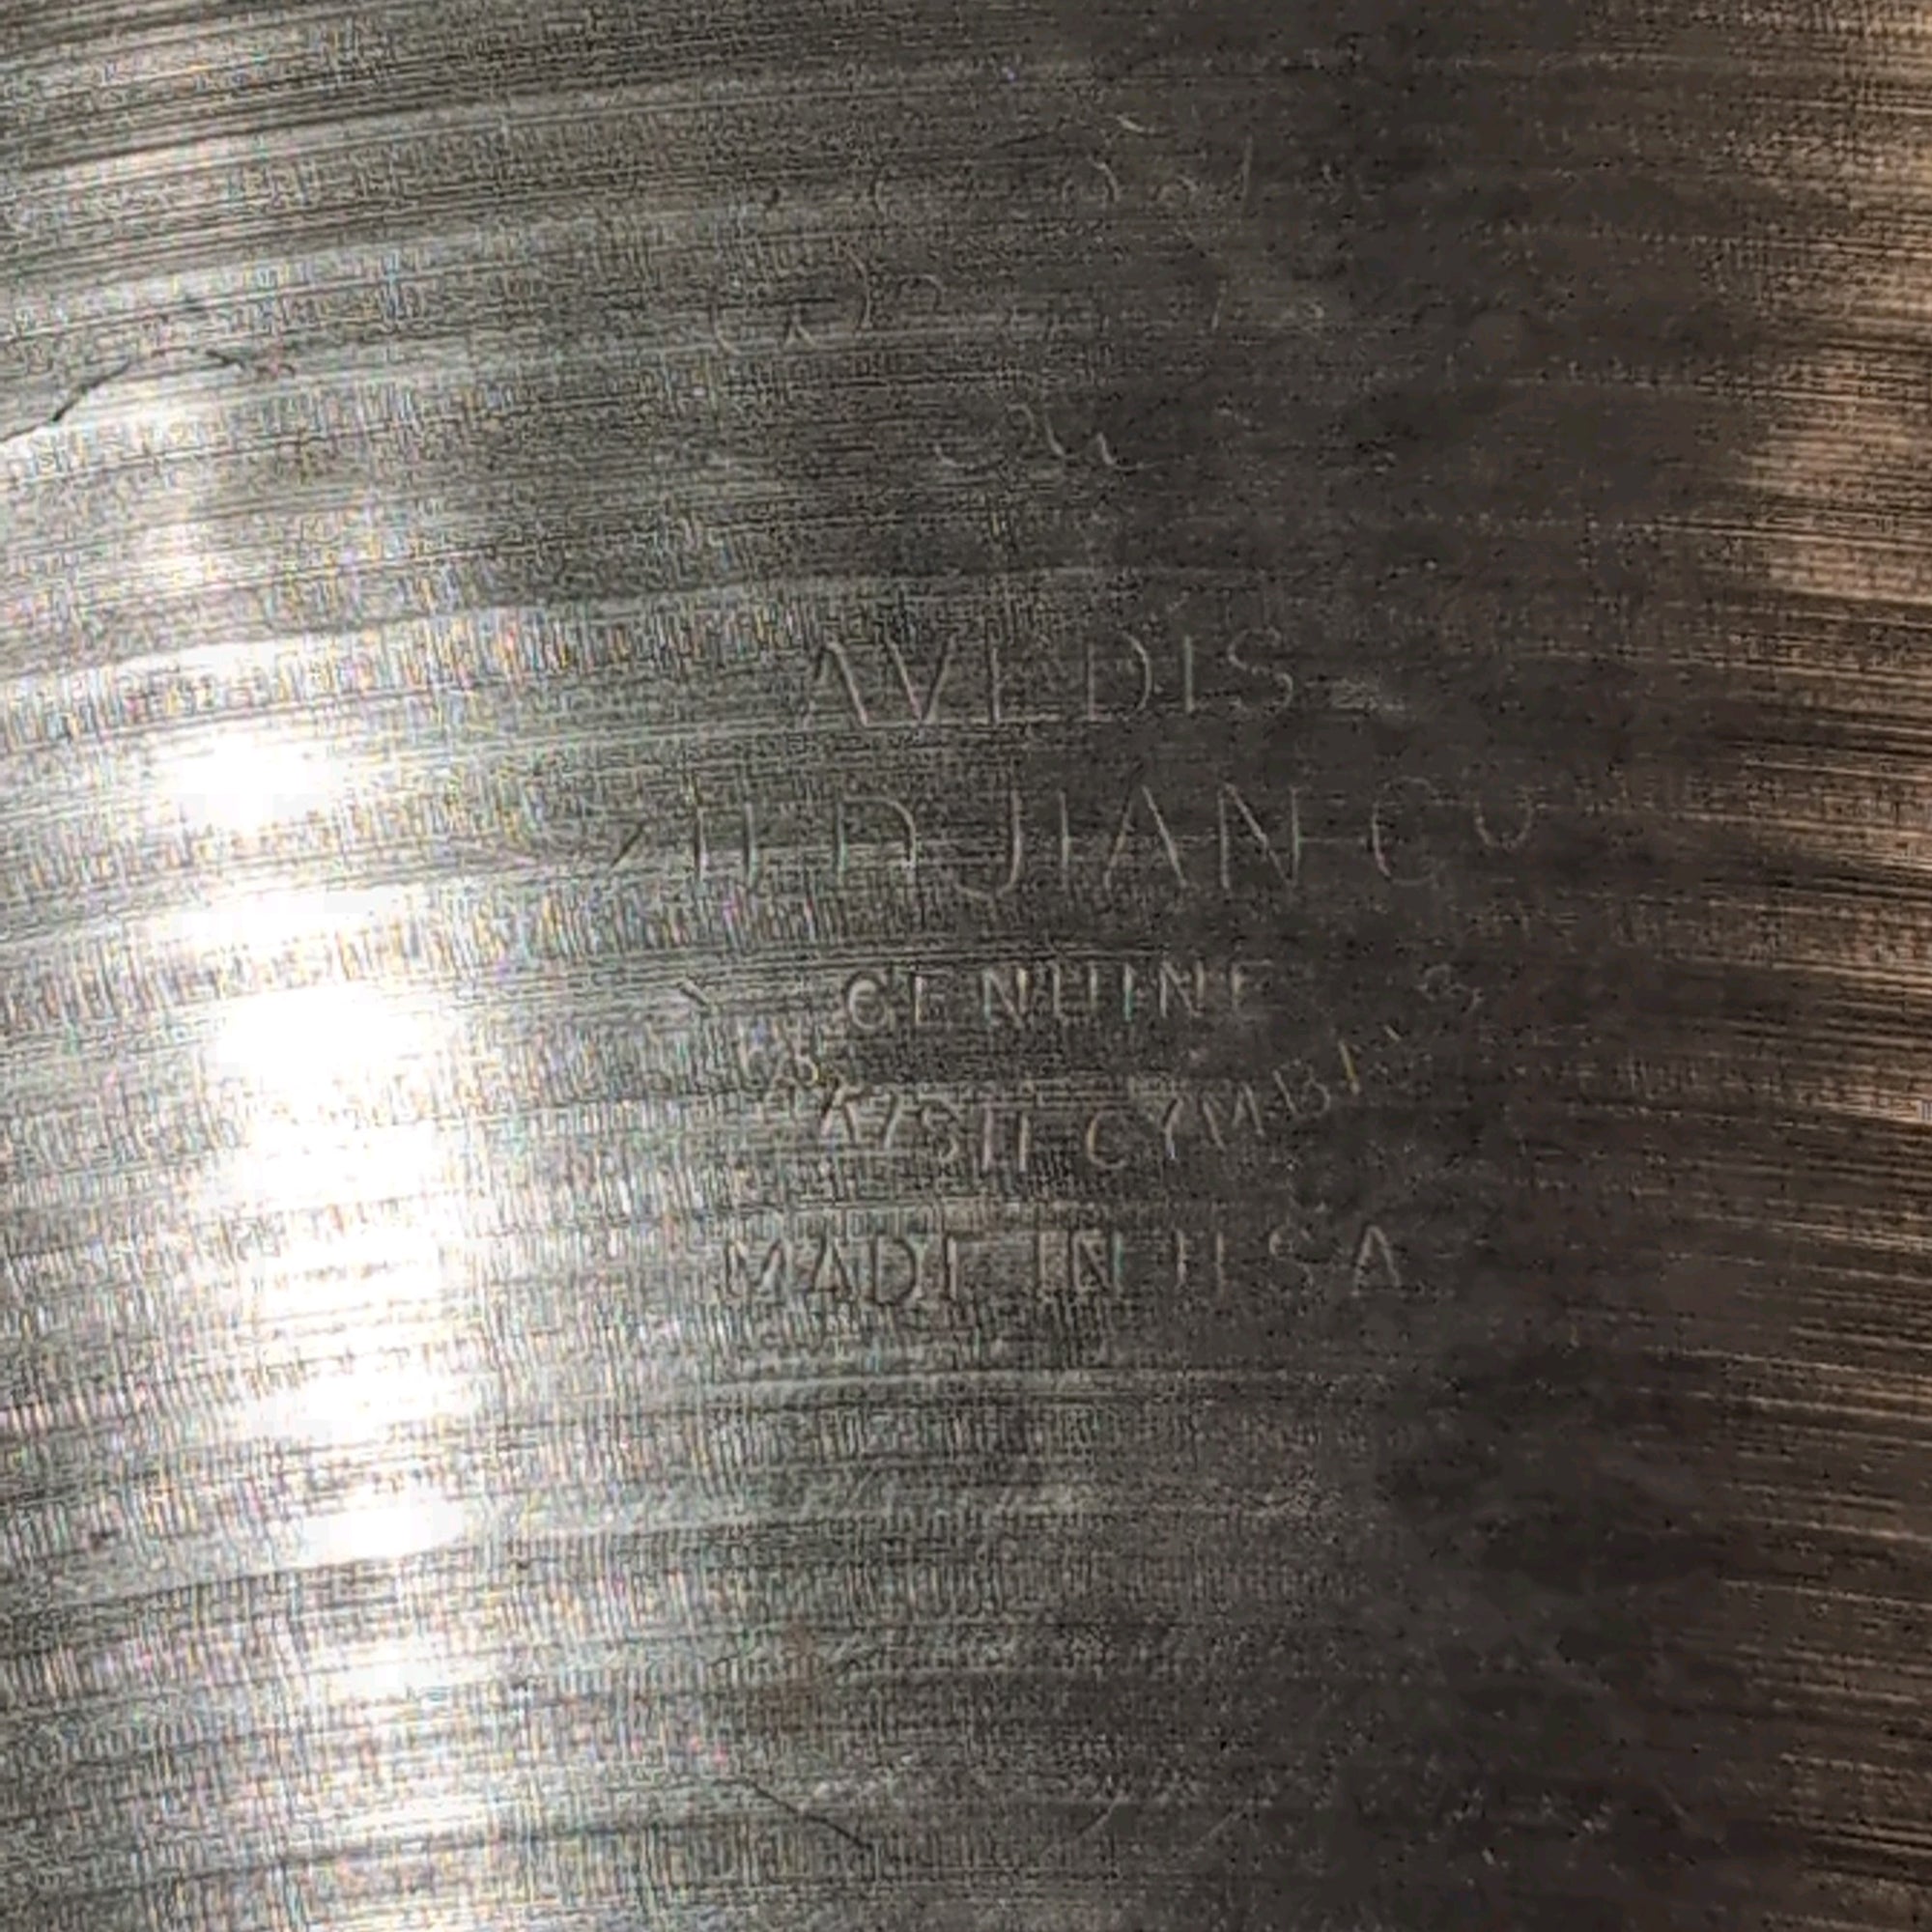 AVEDIS
ZILDJIAN CO
GENUINE
TURKISH CYMBALS
MADE IN USA